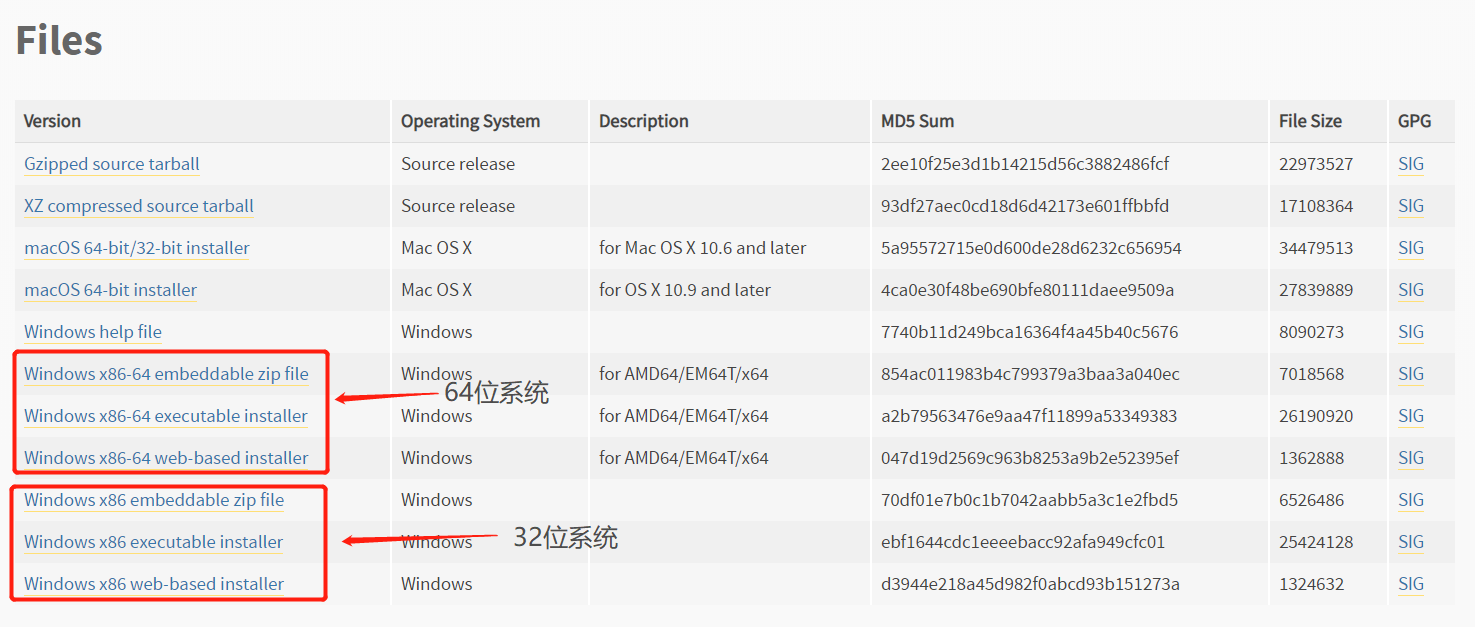 Files
Version Operating System Description MD5 Sum File Size GPG
Gzipped source tarball Source release 2ee10f25e3d1b14215d56c3882486fcf 22973527 SIG
XZ compressed source tarball Source release 93df27aec0cd18d6d42173e601ffbbfd 17108364 SIG
macOS 64-bit/32-bit installer Mac OS X for Mac OS X 10.6 and later 5a95572715e0d600de28d6232c656954 34479513 SIG
macOS 64-bit installer Mac OS X for OS X 10.9 and later 4ca0e30f48be690bfe80111daee9509a 27839889 SIG
Windows help file Windows 7740b11d249bca16364f4a45b40c5676 8090273 SIG
Windows x86-64 embeddable zip file Windows for AMD64/EM64T/x64 854ac011983b4c799379a3baa3a040ec 7018568 SIG
64位系统
Windows x86-64 executable installer Windows for AMD64/EM64T/x64 a2b79563476e9aa47f11899a53349383 26190920 SIG
Windows x86-64 web-based installer Windows for AMD64/EM64T/x64 047d19d2569c963b8253a9b2e52395ef 1362888 SIG
Windows x86 embeddable zip file Windows 70df01e7b0c1b7042aabb5a3c1e2fbd5 6526486 SIG
Windows x86 executable installer Windows ebf1644cdc1eeeebacc92afa949cfc01 25424128 SIG
32位系统
Windows x86 web-based installer Windows d3944e218a45d982f0abcd93b151273a 1324632 SIG